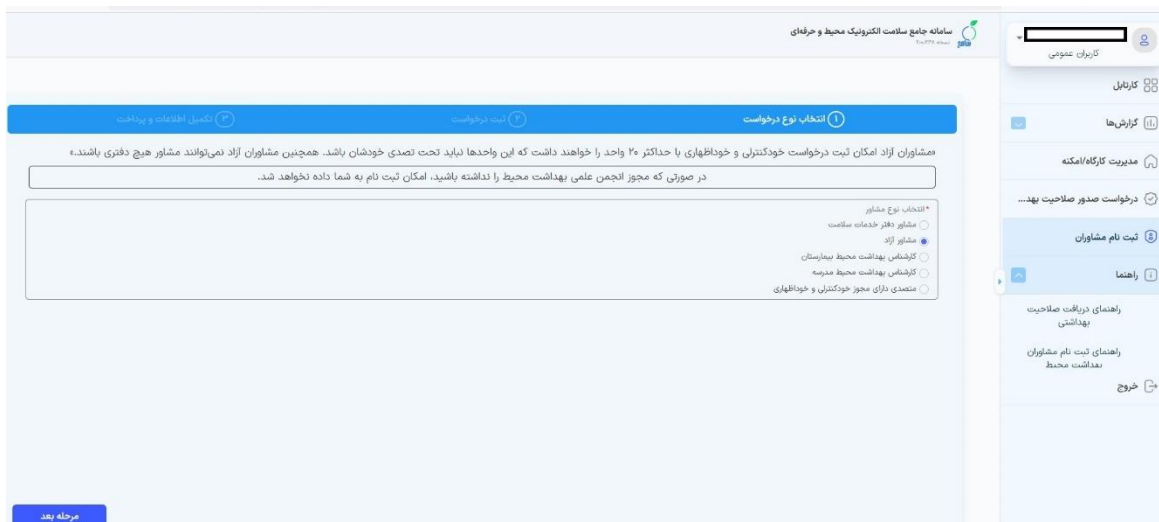 سامانه جامع سلامت الکترونیک محیط و حرفه‌ای
جامع
کاربران عمومی
کارتابل
گزارش‌ها
مدیریت کارگاه/امکنه
درخواست صدور صلاحیت بهد...
ثبت نام مشاوران
راهنما
راهنمای دریافت صلاحیت
بهداشتی
راهنمای ثبت نام مشاوران
بهداشت محیط
خروج
۱ انتخاب نوع درخواست
۲ ثبت درخواست
۳ تکمیل اطلاعات و پرداخت
«مشاوران آزاد امکان ثبت درخواست خودکنترلی و خوداظهاری با حداکثر ۲۰ واحد را خواهند داشت که این واحدها نباید تحت تصدی خودشان باشد. همچنین مشاوران آزاد نمی‌توانند مشاور هیچ دفتری باشند.»
در صورتی که مجوز انجمن علمی بهداشت محیط را نداشته باشید، امکان ثبت نام به شما داده نخواهد شد.
*انتخاب نوع مشاور
مشاور دفتر خدمات سلامت
مشاور آزاد
کارشناس بهداشت محیط بیمارستان
کارشناس بهداشت محیط مدرسه
متصدی دارای مجوز خودکنترلی و خوداظهاری
مرحله بعد